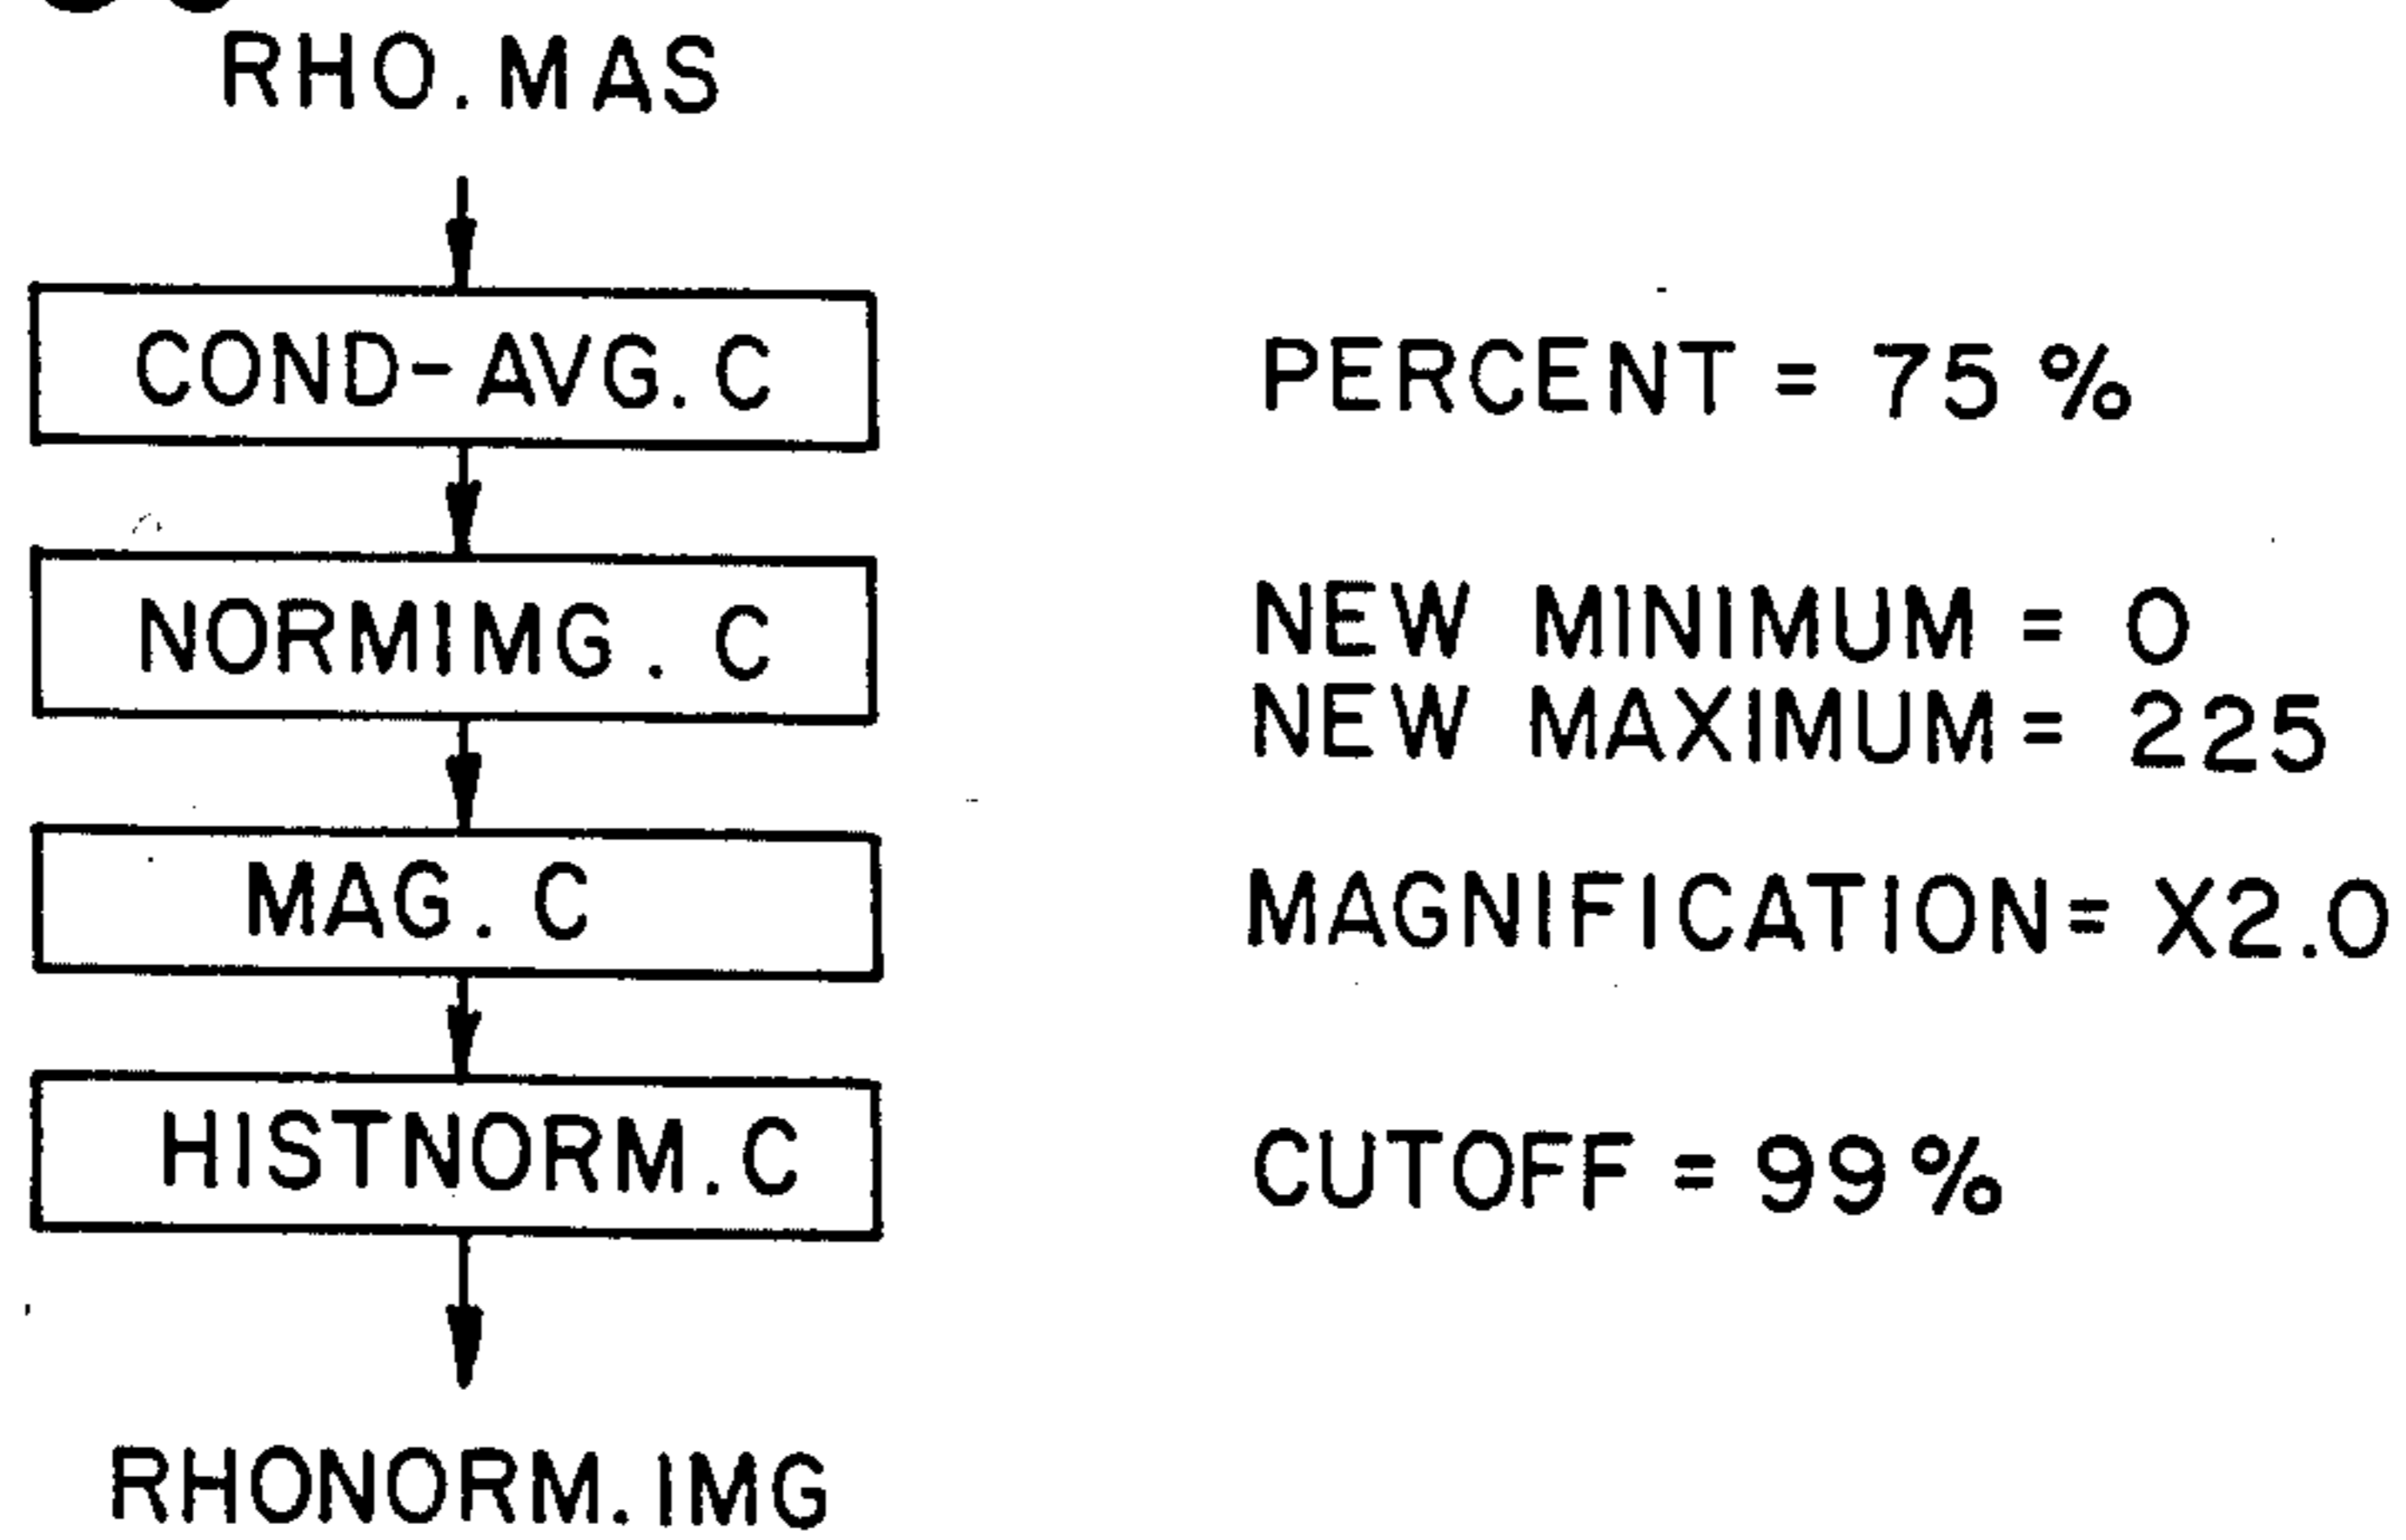 RHO.MAS
COND-AVG.C
PERCENT = 75%
NORMIMG.C
NEW MINIMUM = 0
NEW MAXIMUM = 225
MAG.C
MAGNIFICATION = X2.0
HISTNORM.C
CUTOFF = 99%
RHONORM.IMG